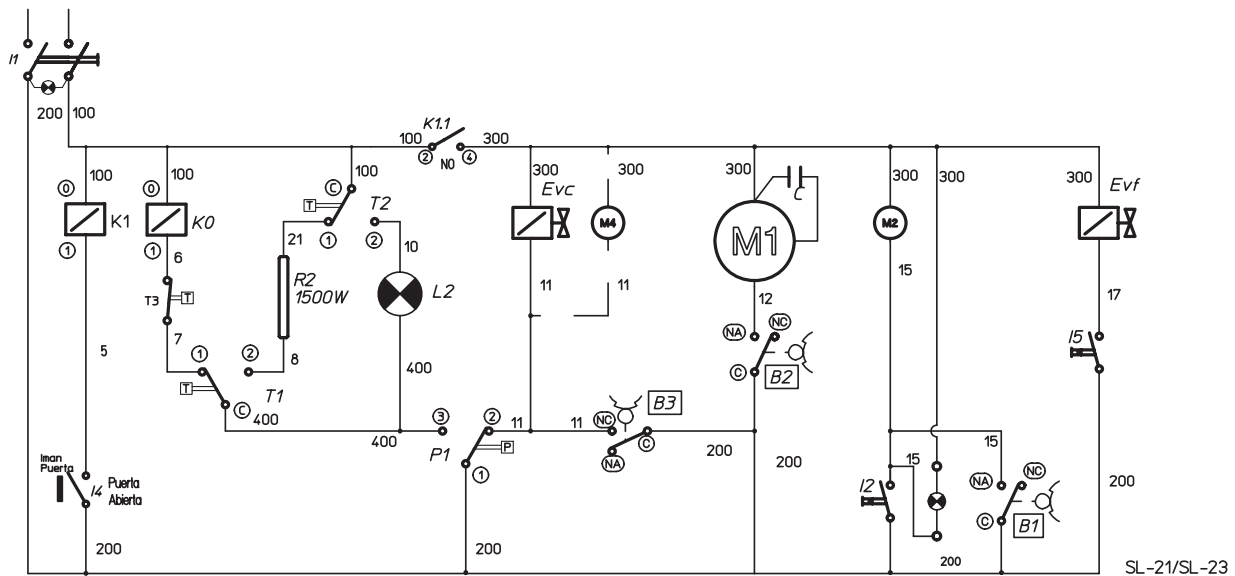 I1
200 100
K1.1
100 300
2 NO 4
0 100 0 100 100 300 300 300 300 300 300
C Evc C Evf
K1 K0 T T2 M4 M1 M2
1 1 1 2
6 21 10 15
T3 T R2
1500W L2 11 11 12 17
7 NA NC I5
5 1 2 8 400 C B2
T T1
C 400 3 2 11 11 NC B3
400 P1 P C 200 15
1 NA 200 15
Iman
Puerta I4 Puerta
Abierta I2 NA NC 200
C B1
200 200 200
SL-21/SL-23